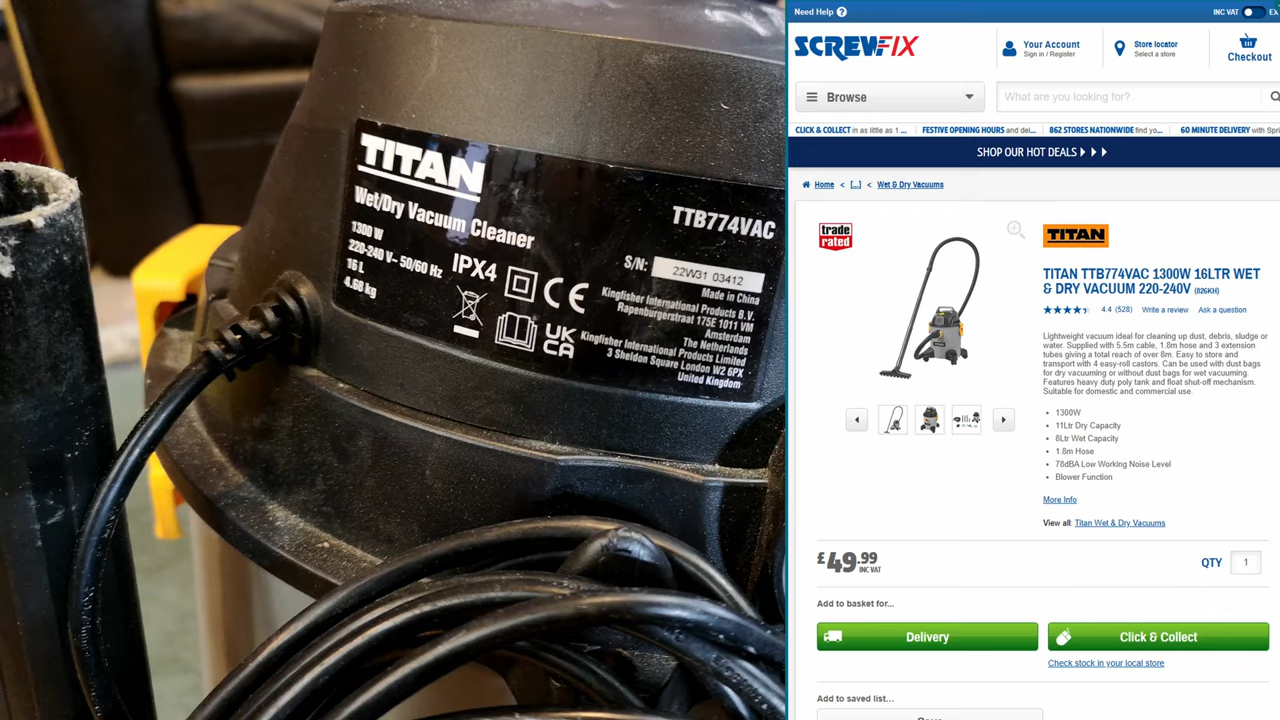 TITAN
Wet/Dry Vacuum Cleaner
1300 W
220-240 V~ 50/60 Hz
16 L
4.68 kg
IPX4
CE
UK
CA
TTB774VAC
S/N: 22W31 03412
Made in China
Kingfisher International Products B.V.
Rapenburgerstraat 175E 1011 VM
Amsterdam
The Netherlands
Kingfisher International Products Limited
3 Sheldon Square London W2 6PX
United Kingdom
Need Help ?
INC VAT
EX
SCREWFIX
Your Account
Sign in / Register
Store locator
Select a store
Checkout
Browse
What are you looking for?
CLICK & COLLECT in as little as 1 ...
FESTIVE OPENING HOURS and del...
862 STORES NATIONWIDE find yo...
60 MINUTE DELIVERY with Spri
SHOP OUR HOT DEALS
Home < [...] < Wet & Dry Vacuums
trade
rated
TITAN
TITAN TTB774VAC 1300W 16LTR WET
& DRY VACUUM 220-240V (826KH)
4.4 (528) Write a review Ask a question
Lightweight vacuum ideal for cleaning up dust, debris, sludge or
water. Supplied with 5.5m cable, 1.8m hose and 3 extension
tubes giving a total reach of over 8m. Easy to store and
transport with 4 easy-roll castors. Can be used with dust bags
for dry vacuuming or without dust bags for wet vacuuming.
Features heavy duty poly tank and float shut-off mechanism.
Suitable for domestic and commercial use.
• 1300W
• 11Ltr Dry Capacity
• 8Ltr Wet Capacity
• 1.8m Hose
• 78dBA Low Working Noise Level
• Blower Function
More Info
View all: Titan Wet & Dry Vacuums
£49.99
INC VAT
QTY 1
Add to basket for...
Delivery
Click & Collect
Check stock in your local store
Add to saved list...